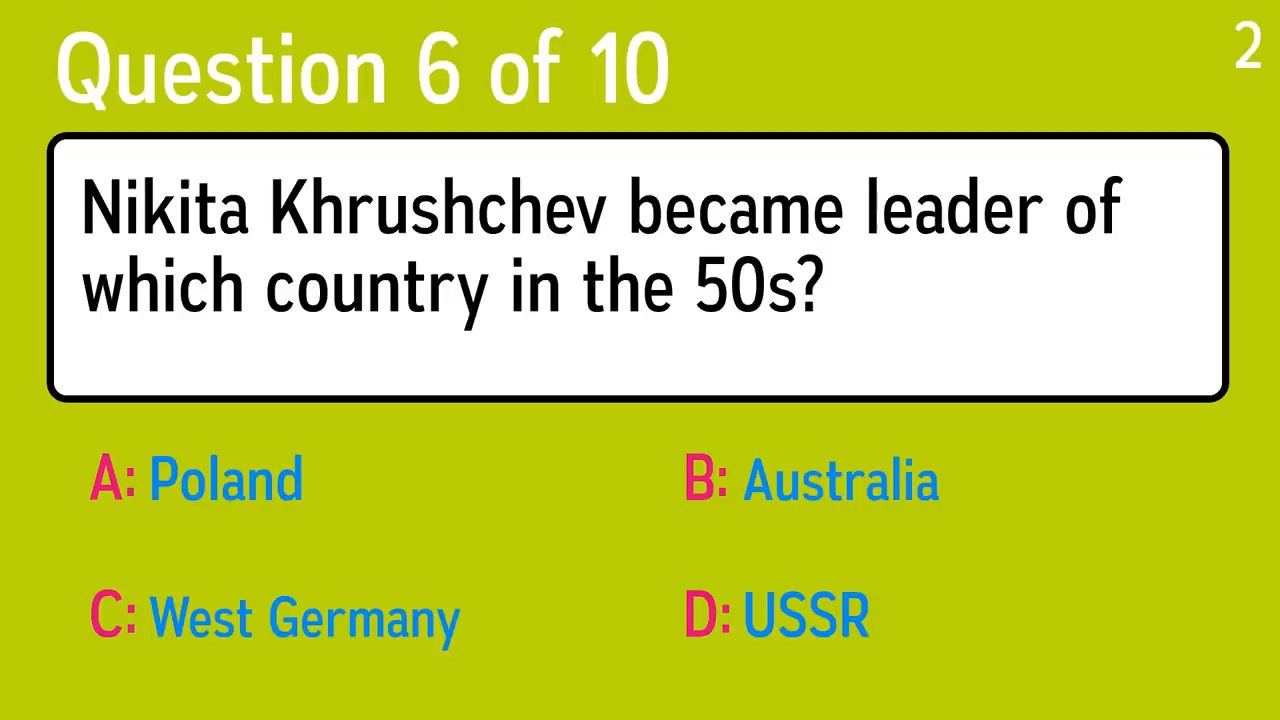 Question 6 of 10
2
Nikita Khrushchev became leader of
which country in the 50s?
A: Poland
B: Australia
C: West Germany
D: USSR